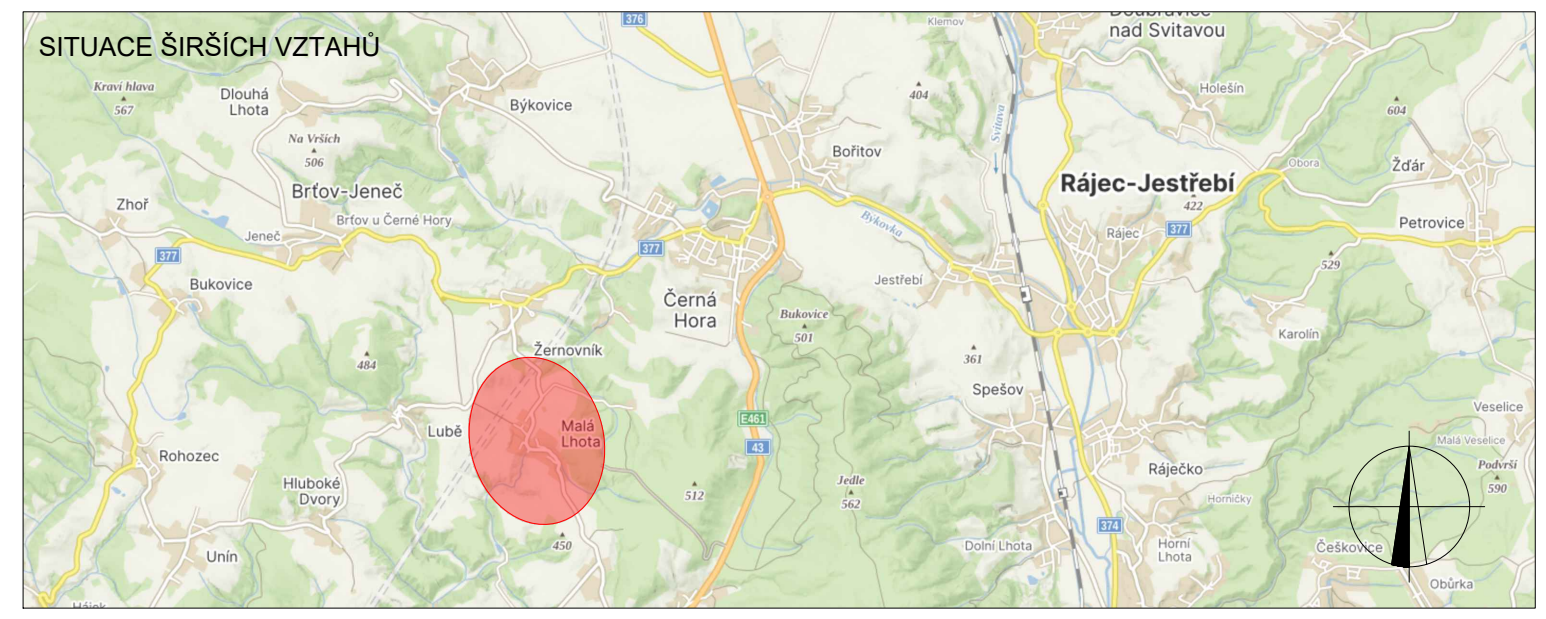 SITUACE ŠIRŠÍCH VZTAHŮ
376
Klemov
nad Svitavou
Kraví hlava
567
Dlouhá
Lhota
Býkovice
404
Holešín
604
Svitava
Na Vrších
506
Bořitov
Obora
Žďár
Brťov-Jeneč
Rájec-Jestřebí
422
Zhoř
Brťov u Černé Hory
Býkovka
Petrovice
Jeneč
377
377
Rájec
377
529
Bukovice
Jestřebí
Černá
Hora
Bukovice
501
Karolín
484
Žernovník
361
Spešov
Veselice
E461
Malá
Lhota
Lubě
43
Malá Veselice
Rohozec
Ráječko
Podvrší
590
Hluboké
Dvory
512
Jedle
562
Horničky
374
Unín
450
Dolní Lhota
Horní
Lhota
Češkovice
Obůrka